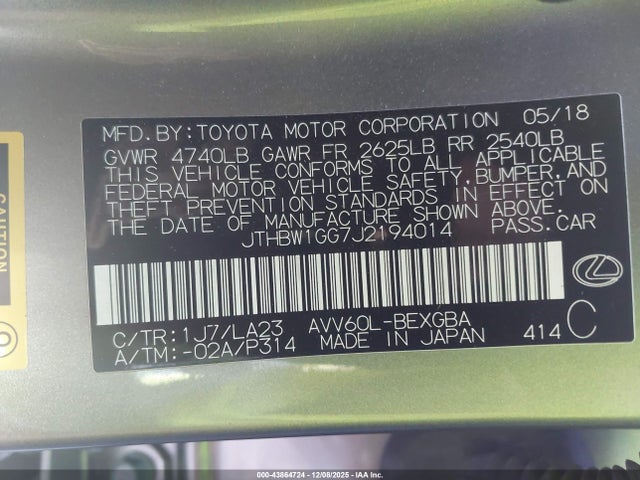 MFD.BY:TOYOTA MOTOR CORPORATION 05/18
GVWR 4740LB GAWR FR 2625LB RR 2540LB
THIS VEHICLE CONFORMS TO ALL APPLICABLE
FEDERAL MOTOR VEHICLE SAFETY,BUMPER,AND
THEFT PREVENTION STANDARDS IN EFFECT ON
THE DATE OF MANUFACTURE SHOWN ABOVE.
JTHBW1GG7J2194014 PASS.CAR
C/TR:1J7/LA23 AVV60L-BEXGBA
A/TM:-02A/P314 MADE IN JAPAN 414 C
CAUTION
000-43864724 - 12/08/2025 - IAA Inc.